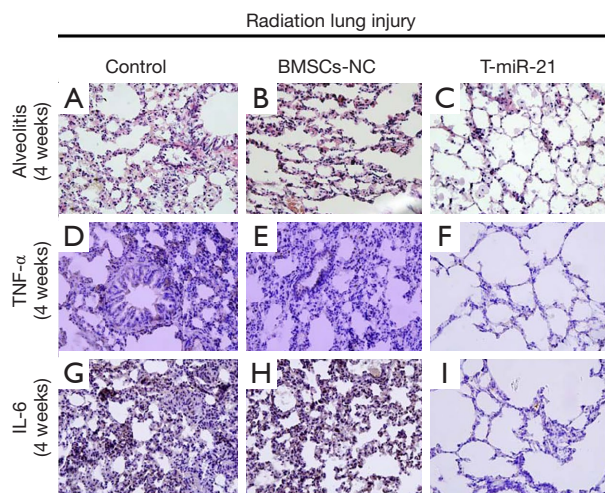 Radiation lung injury
Control
BMSCs-NC
T-miR-21
Alveolitis
(4 weeks)
A
B
C
TNF-α
(4 weeks)
D
E
F
IL-6
(4 weeks)
G
H
I